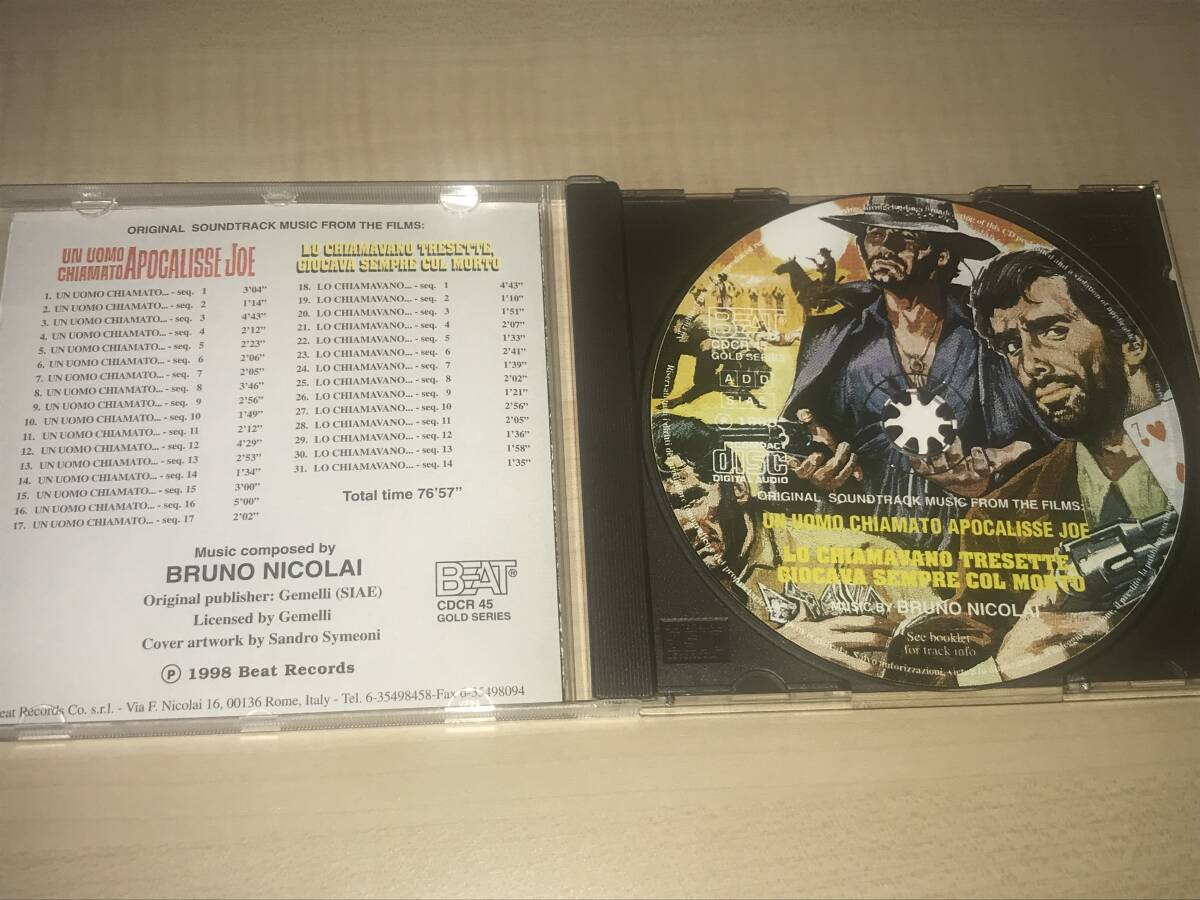 ORIGINAL SOUNDTRACK MUSIC FROM THE FILMS:
UN UOMO
CHIAMATO APOCALISSE JOE
1. UN UOMO CHIAMATO... - seq. 1 3'04"
2. UN UOMO CHIAMATO... - seq. 2 1'14"
3. UN UOMO CHIAMATO... - seq. 3 4'43"
4. UN UOMO CHIAMATO... - seq. 4 2'12"
5. UN UOMO CHIAMATO... - seq. 5 2'23"
6. UN UOMO CHIAMATO... - seq. 6 2'06"
7. UN UOMO CHIAMATO... - seq. 7 2'05"
8. UN UOMO CHIAMATO... - seq. 8 3'46"
9. UN UOMO CHIAMATO... - seq. 9 2'56"
10. UN UOMO CHIAMATO... - seq. 10 1'49"
11. UN UOMO CHIAMATO... - seq. 11 2'12"
12. UN UOMO CHIAMATO... - seq. 12 4'29"
13. UN UOMO CHIAMATO... - seq. 13 2'53"
14. UN UOMO CHIAMATO... - seq. 14 1'34"
15. UN UOMO CHIAMATO... - seq. 15 3'00"
16. UN UOMO CHIAMATO... - seq. 16 5'00"
17. UN UOMO CHIAMATO... - seq. 17 2'02"
LO CHIAMAVANO TRESETTE,
GIOCAVA SEMPRE COL MORTO
18. LO CHIAMAVANO... - seq. 1 4'43"
19. LO CHIAMAVANO... - seq. 2 1'10"
20. LO CHIAMAVANO... - seq. 3 1'51"
21. LO CHIAMAVANO... - seq. 4 2'07"
22. LO CHIAMAVANO... - seq. 5 1'33"
23. LO CHIAMAVANO... - seq. 6 2'41"
24. LO CHIAMAVANO... - seq. 7 1'39"
25. LO CHIAMAVANO... - seq. 8 2'02"
26. LO CHIAMAVANO... - seq. 9 1'21"
27. LO CHIAMAVANO... - seq. 10 2'56"
28. LO CHIAMAVANO... - seq. 11 2'05"
29. LO CHIAMAVANO... - seq. 12 1'36"
30. LO CHIAMAVANO... - seq. 13 1'58"
31. LO CHIAMAVANO... - seq. 14 1'35"
Total time 76'57"
Music composed by
BRUNO NICOLAI
Original publisher: Gemelli (SIAE)
Licensed by Gemelli
Cover artwork by Sandro Symeoni
℗ 1998 Beat Records
BEAT®
CDCR 45
GOLD SERIES
Records Co. s.r.l. - Via F. Nicolai 16, 00136 Rome, Italy - Tel. 6-35498458-Fax 6-35498094
BEAT
CDCR 45
GOLD SERIES
A D D
disc
DIGITAL AUDIO
7
ORIGINAL SOUNDTRACK MUSIC FROM THE FILMS:
UN UOMO CHIAMATO APOCALISSE JOE
LO CHIAMAVANO TRESETTE
GIOCAVA SEMPRE COL MORTO
MUSIC BY BRUNO NICOLAI
See booklet
for track info